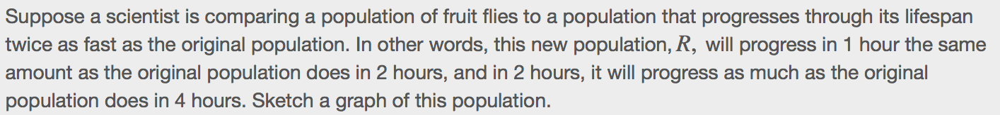 Suppose a scientist is comparing a population of fruit flies to a population that progresses through its lifespan
twice as fast as the original population. In other words, this new population, R, will progress in 1 hour the same
amount as the original population does in 2 hours, and in 2 hours, it will progress as much as the original
population does in 4 hours. Sketch a graph of this population.